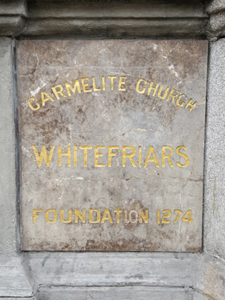 CARMELITE CHURCH
WHITEFRIARS
FOUNDATION 1274